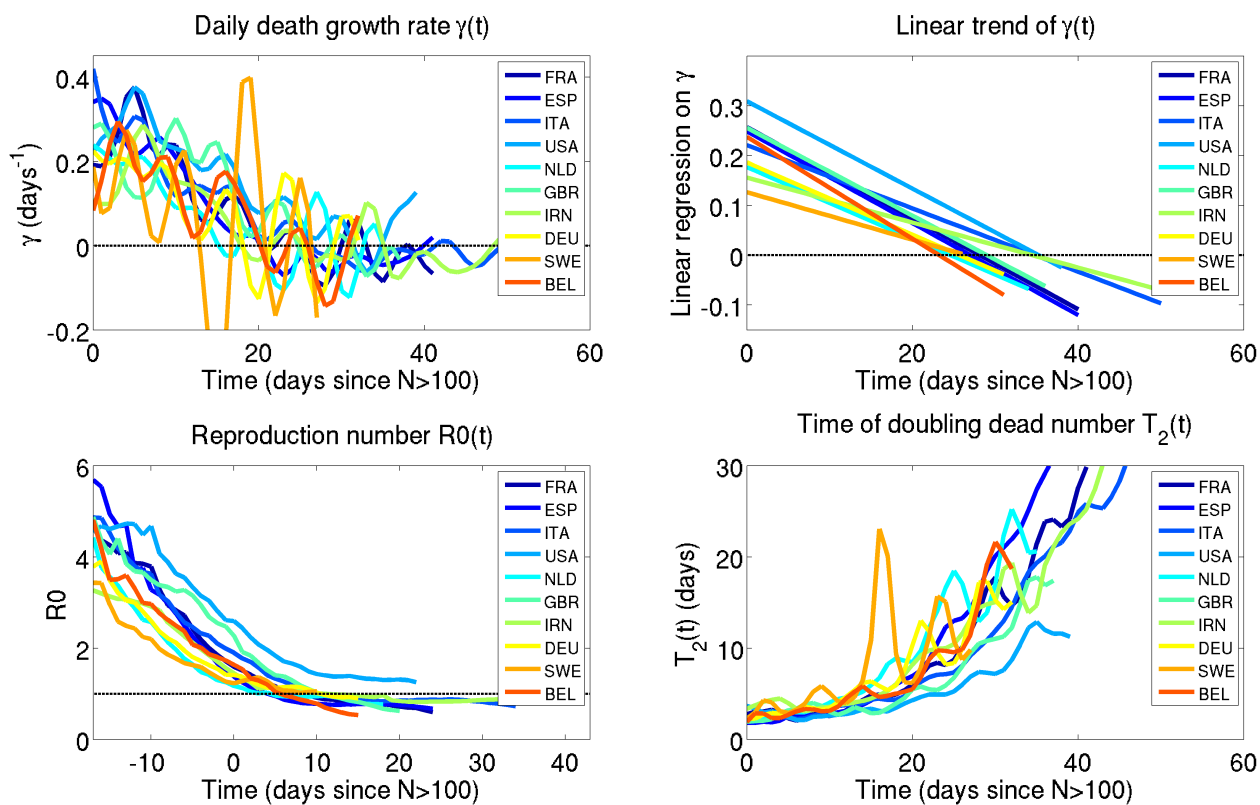 Daily death growth rate γ(t)
γ (days-1)
0.4
0.2
0
-0.2
0
20
40
60
Time (days since N>100)
FRA
ESP
ITA
USA
NLD
GBR
IRN
DEU
SWE
BEL
Linear trend of γ(t)
Linear regression on γ
0.3
0.2
0.1
0
-0.1
0
20
40
60
Time (days since N>100)
FRA
ESP
ITA
USA
NLD
GBR
IRN
DEU
SWE
BEL
Reproduction number R0(t)
R0
6
4
2
0
-10
0
10
20
30
40
Time (days since N>100)
FRA
ESP
ITA
USA
NLD
GBR
IRN
DEU
SWE
BEL
Time of doubling dead number T2(t)
T2(t) (days)
30
20
10
0
0
20
40
60
Time (days since N>100)
FRA
ESP
ITA
USA
NLD
GBR
IRN
DEU
SWE
BEL